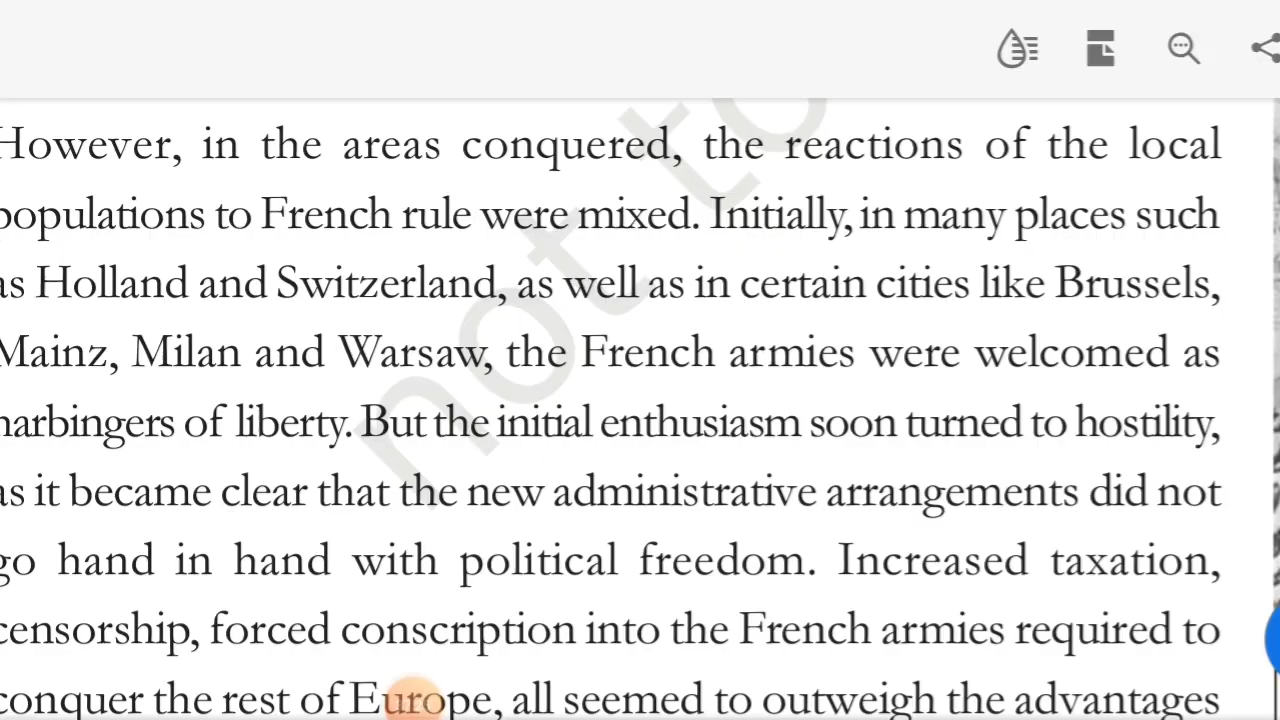 However, in the areas conquered, the reactions of the local
populations to French rule were mixed. Initially, in many places such
as Holland and Switzerland, as well as in certain cities like Brussels,
Mainz, Milan and Warsaw, the French armies were welcomed as
harbingers of liberty. But the initial enthusiasm soon turned to hostility,
as it became clear that the new administrative arrangements did not
go hand in hand with political freedom. Increased taxation,
censorship, forced conscription into the French armies required to
conquer the rest of Europe, all seemed to outweigh the advantages
not to